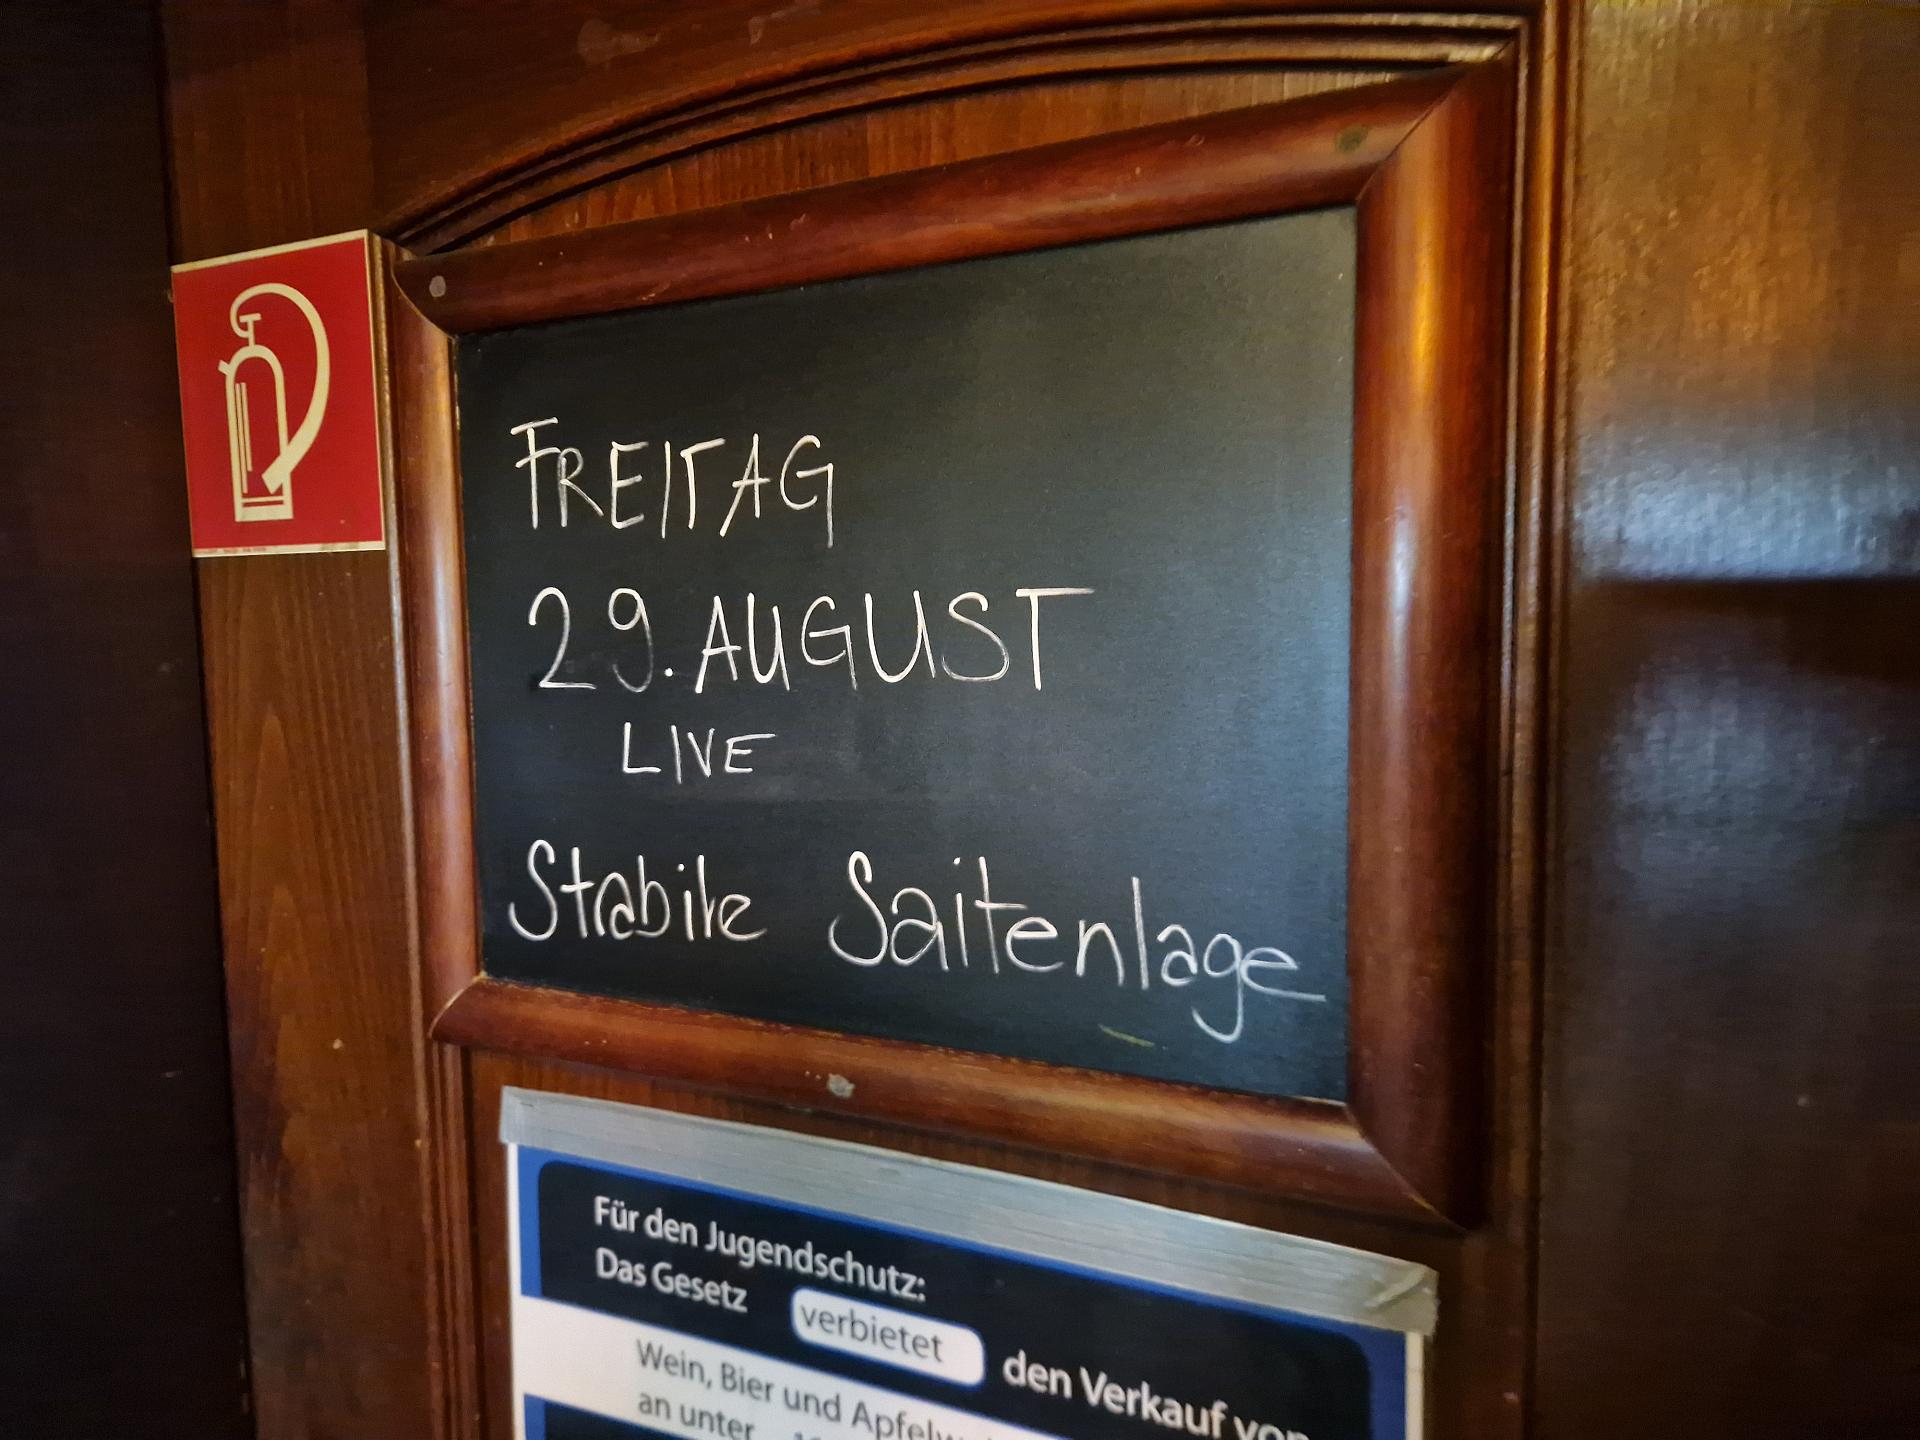 FREITAG
29. AUGUST
LIVE
Stabile Saitenlage
Für den Jugendschutz:
Das Gesetz verbietet den Verkauf von
Wein, Bier und
an unter